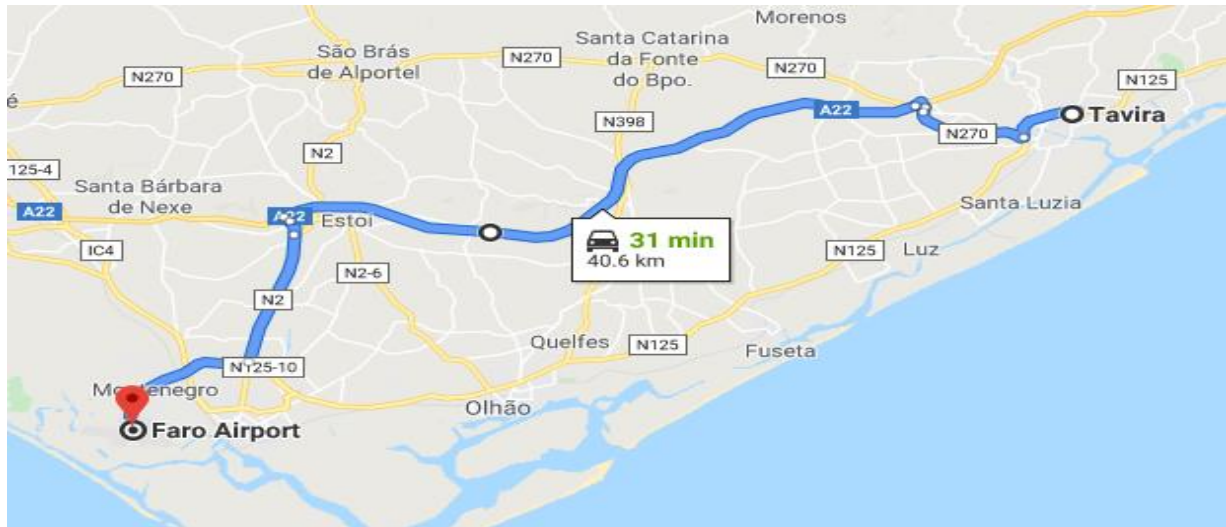 Morenos
São Brás
de Alportel
Santa Catarina
da Fonte
do Bpo.
N270
N270
N270
N125
é
A22
Tavira
N398
N270
N2
125-4
Santa Bárbara
de Nexe
A22
A22
Estoi
Santa Luzia
31 min
40.6 km
IC4
N2-6
N125
Luz
N2
Quelfes
N125
Fuseta
N125-10
Montenegro
Olhão
Faro Airport